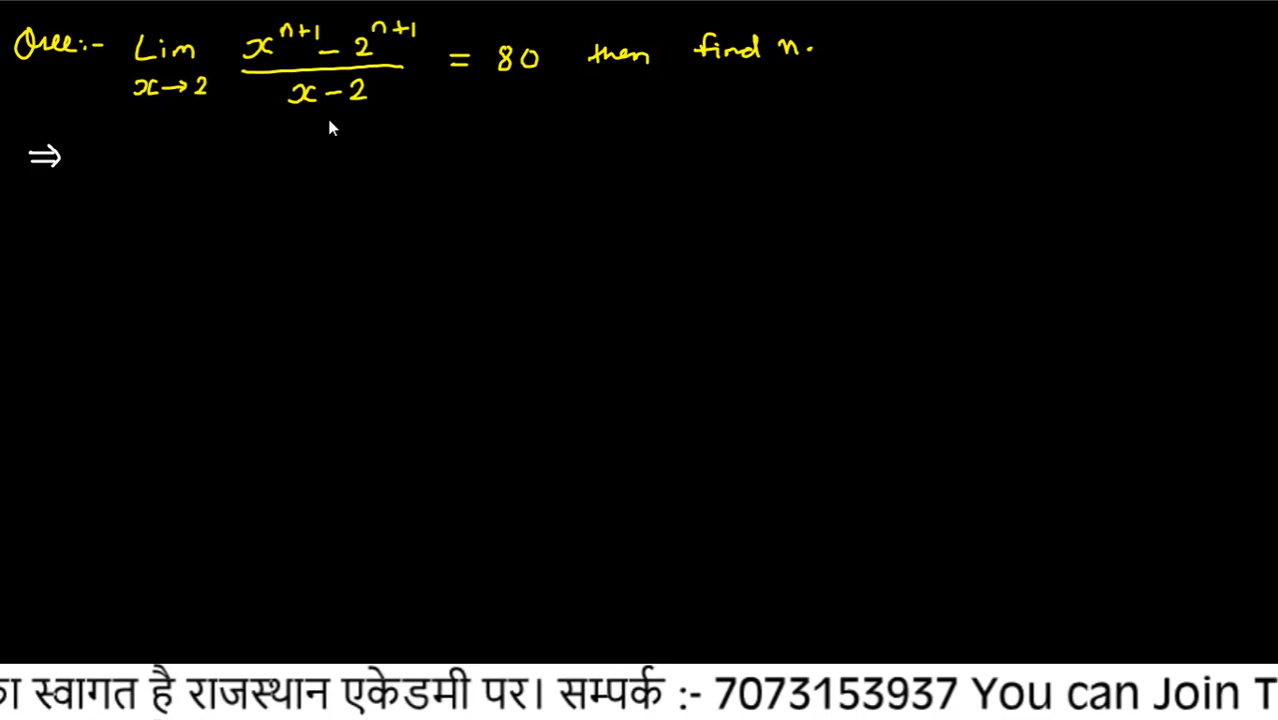 Que:- Lim x→2 (x^{n+1} - 2^{n+1}) / (x - 2) = 80 then find n.
⇒
का स्वागत है राजस्थान एकेडमी पर। सम्पर्क :- 7073153937 You can Join T